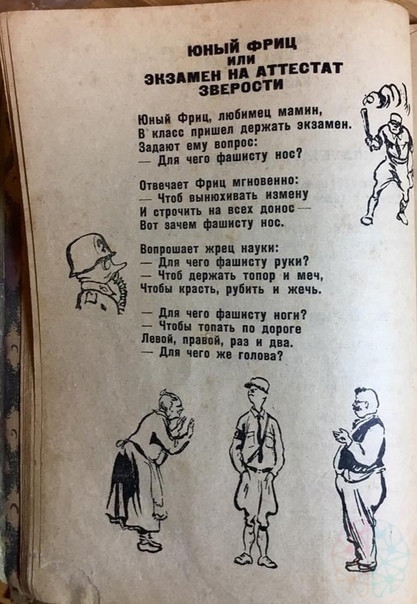 ЮНЫЙ ФРИЦ
ИЛИ
ЭКЗАМЕН НА АТТЕСТАТ
ЗВЕРОСТИ
Юный Фриц, любимец мамин,
В класс пришел держать экзамен.
Задают ему вопрос:
— Для чего фашисту нос?
Отвечает Фриц мгновенно:
— Чтоб вынюхивать измену
И строчить на всех донос —
Вот зачем фашисту нос.
Вопрошает жрец науки:
— Для чего фашисту руки?
— Чтоб держать топор и меч,
Чтобы красть, рубить и жечь.
— Для чего фашисту ноги?
— Чтобы топать по дороге
Левой, правой, раз и два.
— Для чего же голова?